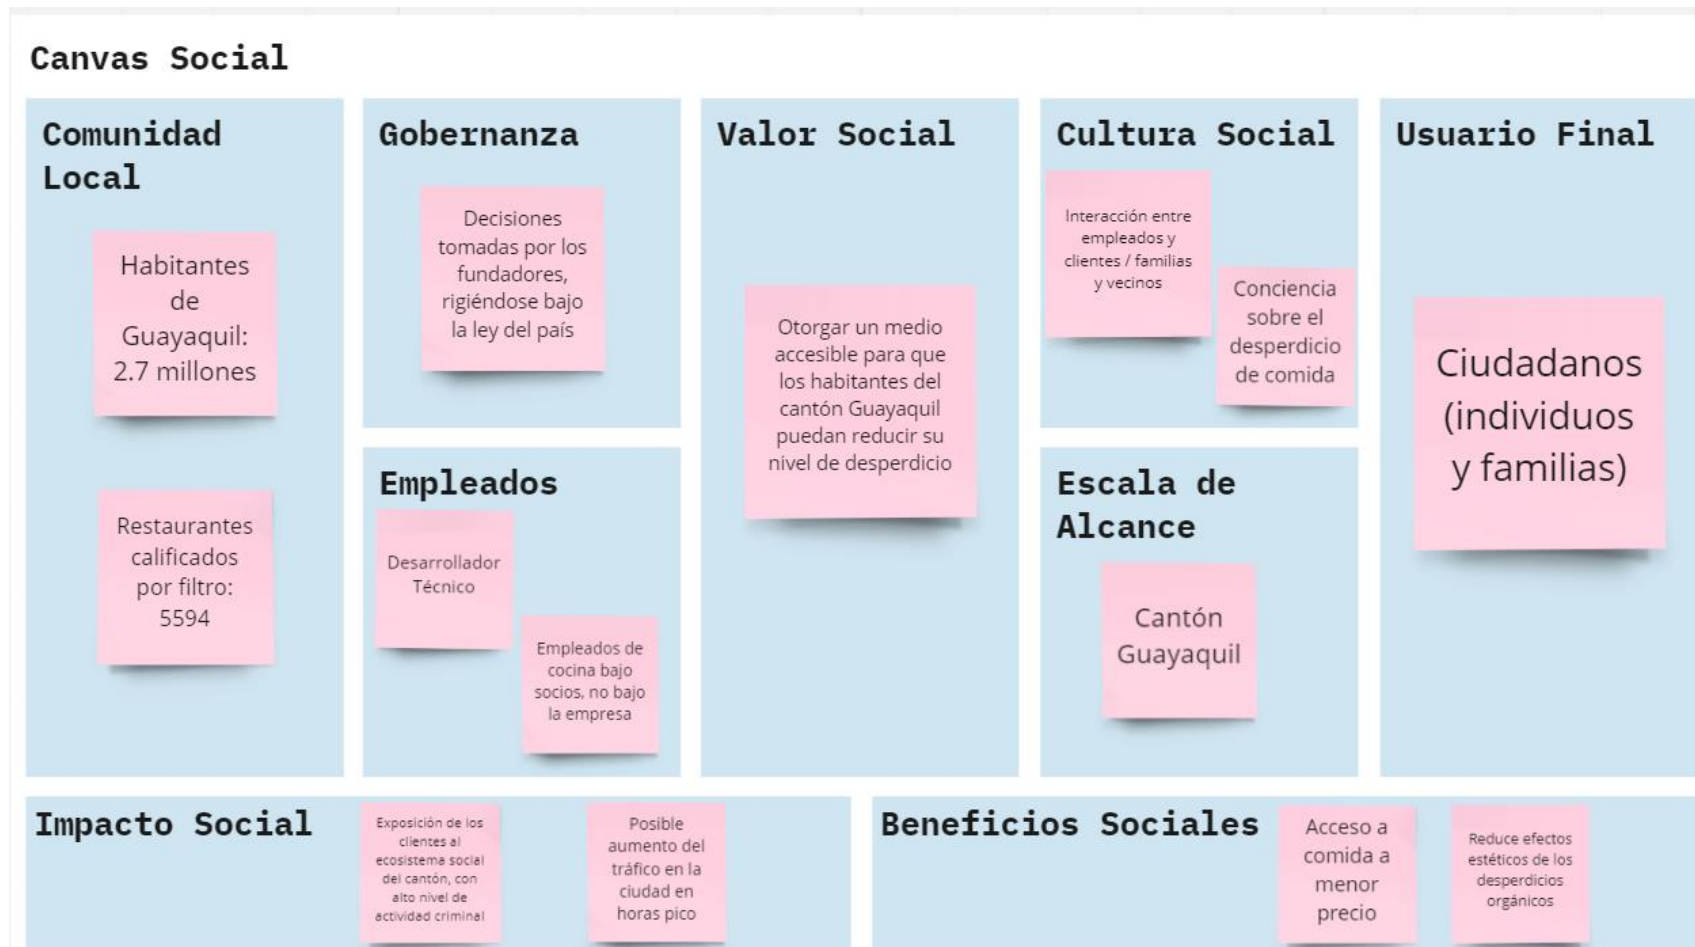 Canvas Social
Comunidad
Local
Habitantes
de
Guayaquil:
2.7 millones
Restaurantes
calificados
por filtro:
5594
Gobernanza
Decisiones
tomadas por los
fundadores,
rigiéndose bajo
la ley del país
Empleados
Desarrollador
Técnico
Empleados de
cocina bajo
socios, no bajo
la empresa
Valor Social
Otorgar un medio
accesible para que
los habitantes del
cantón Guayaquil
puedan reducir su
nivel de desperdicio
Cultura Social
Interacción entre
empleados y
clientes / familias
y vecinos
Conciencia
sobre el
desperdicio
de comida
Escala de
Alcance
Cantón
Guayaquil
Usuario Final
Ciudadanos
(individuos
y familias)
Impacto Social
Exposición de los
clientes al
ecosistema social
del cantón, con
alto nivel de
actividad criminal
Posible
aumento del
tráfico en la
ciudad en
horas pico
Beneficios Sociales
Acceso a
comida a
menor
precio
Reduce efectos
estéticos de los
desperdicios
orgánicos